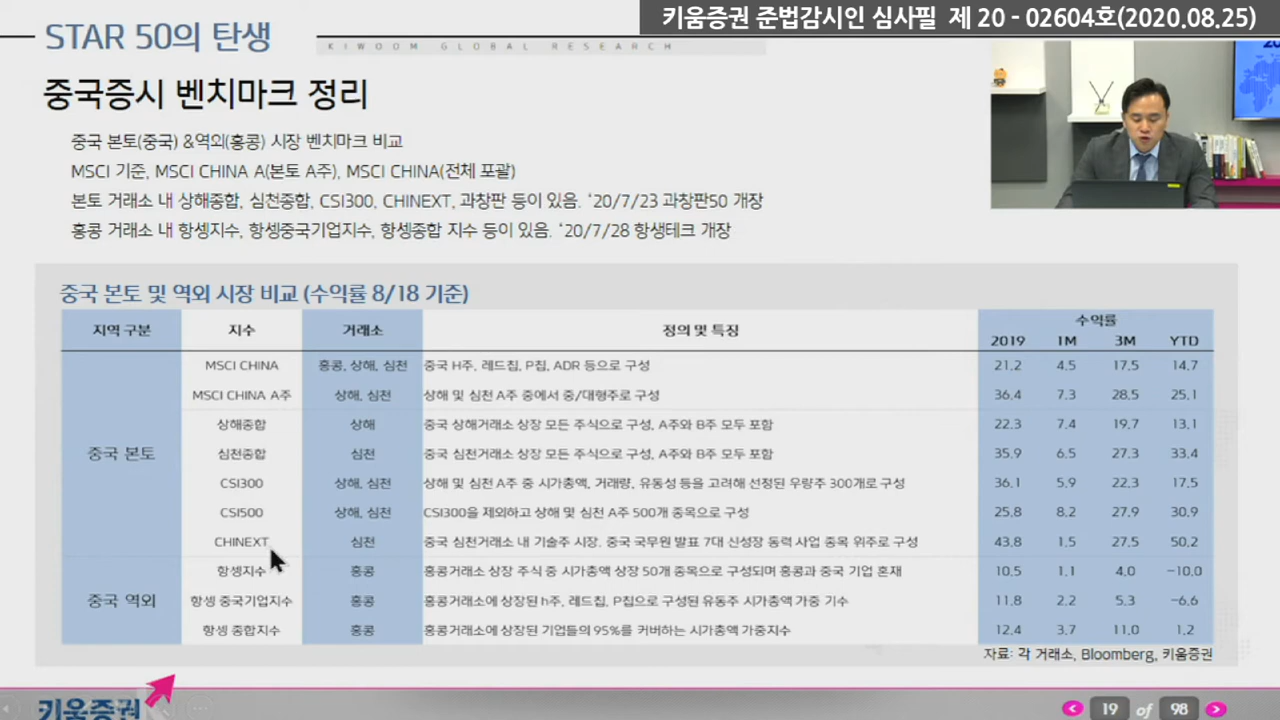 키움증권 준법감시인 심사필 제 20 - 02604호(2020.08.25)
STAR 50의 탄생
KIWOOM GLOBAL RESEARCH
중국증시 벤치마크 정리
중국 본토(중국) &역외(홍콩) 시장 벤치마크 비교
MSCI 기준, MSCI CHINA A(본토 A주), MSCI CHINA(전체 포괄)
본토 거래소 내 상해종합, 심천종합, CSI300, CHINEXT, 과창판 등이 있음. '20/7/23 과창판50 개장
홍콩 거래소 내 항셍지수, 항셍중국기업지수, 항셍종합 지수 등이 있음. '20/7/28 항생테크 개장
중국 본토 및 역외 시장 비교 (수익률 8/18 기준)
지역 구분 지수 거래소 정의 및 특징 수익률
2019 1M 3M YTD
MSCI CHINA 홍콩, 상해, 심천 중국 H주, 레드칩, P칩, ADR 등으로 구성 21.2 4.5 17.5 14.7
MSCI CHINA A주 상해, 심천 상해 및 심천 A주 중에서 중/대형주로 구성 36.4 7.3 28.5 25.1
상해종합 상해 중국 상해거래소 상장 모든 주식으로 구성, A주와 B주 모두 포함 22.3 7.4 19.7 13.1
중국 본토 심천종합 심천 중국 심천거래소 상장 모든 주식으로 구성, A주와 B주 모두 포함 35.9 6.5 27.3 33.4
CSI300 상해, 심천 상해 및 심천 A주 중 시가총액, 거래량, 유동성 등을 고려해 선정된 우량주 300개로 구성 36.1 5.9 22.3 17.5
CSI500 상해, 심천 CSI300을 제외하고 상해 및 심천 A주 500개 종목으로 구성 25.8 8.2 27.9 30.9
CHINEXT 심천 중국 심천거래소 내 기술주 시장. 중국 국무원 발표 7대 신성장 동력 사업 종목 위주로 구성 43.8 1.5 27.5 50.2
항셍지수 홍콩 홍콩거래소 상장 주식 중 시가총액 상장 50개 종목으로 구성되며 홍콩과 중국 기업 혼재 10.5 1.1 4.0 -10.0
중국 역외 항셍 중국기업지수 홍콩 홍콩거래소에 상장된 h주, 레드칩, P칩으로 구성된 유동주 시가총액 가중 기수 11.8 2.2 5.3 -6.6
항셍 종합지수 홍콩 홍콩거래소에 상장된 기업들의 95%를 커버하는 시가총액 가중지수 12.4 3.7 11.0 1.2
자료: 각 거래소, Bloomberg, 키움증권
키움증권
19 of 98